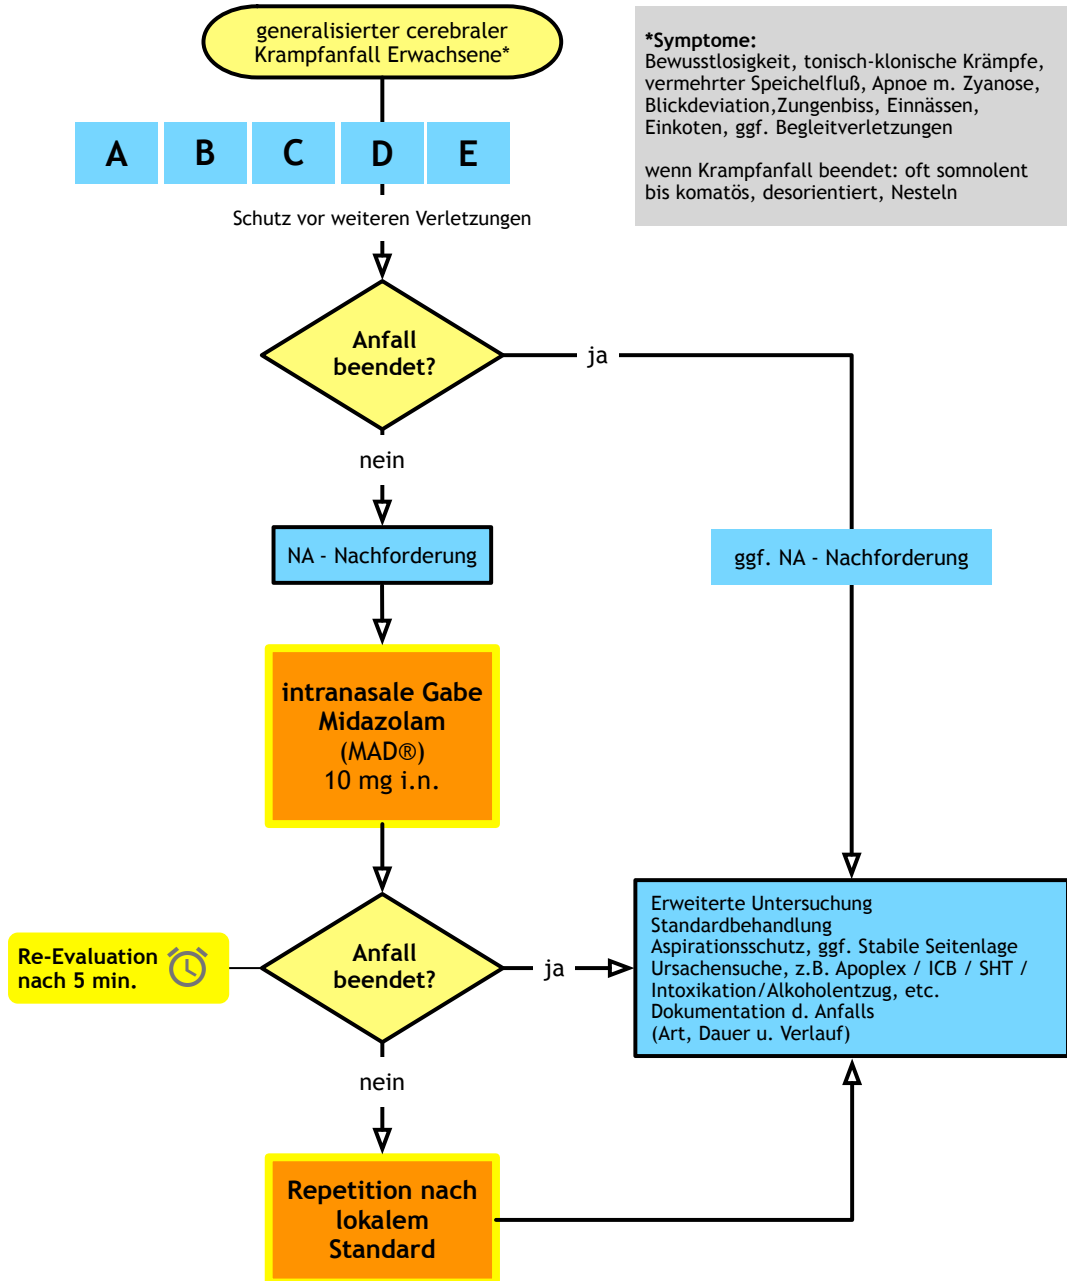 generalisierter cerebraler
Krampfanfall Erwachsene*
*Symptome:
Bewusstlosigkeit, tonisch-klonische Krämpfe,
vermehrter Speichelfluß, Apnoe m. Zyanose,
Blickdeviation,Zungenbiss, Einnässen,
Einkoten, ggf. Begleitverletzungen
wenn Krampfanfall beendet: oft somnolent
bis komatös, desorientiert, Nesteln
A B C D E
Schutz vor weiteren Verletzungen
Anfall
beendet?
ja
nein
NA - Nachforderung
ggf. NA - Nachforderung
intranasale Gabe
Midazolam
(MAD®)
10 mg i.n.
Re-Evaluation
nach 5 min.
Anfall
beendet?
ja
Erweiterte Untersuchung
Standardbehandlung
Aspirationsschutz, ggf. Stabile Seitenlage
Ursachensuche, z.B. Apoplex / ICB / SHT /
Intoxikation/Alkoholentzug, etc.
Dokumentation d. Anfalls
(Art, Dauer u. Verlauf)
nein
Repetition nach
lokalem
Standard